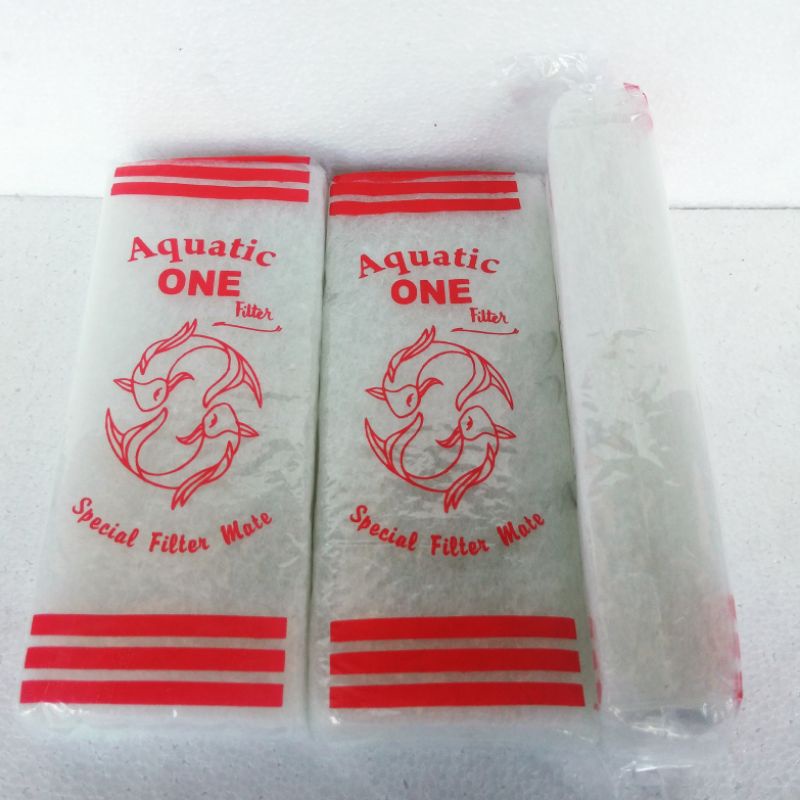 Aquatic
ONE
Filter
Special Filter Mate
Aquatic
ONE
Filter
Special Filter Mate